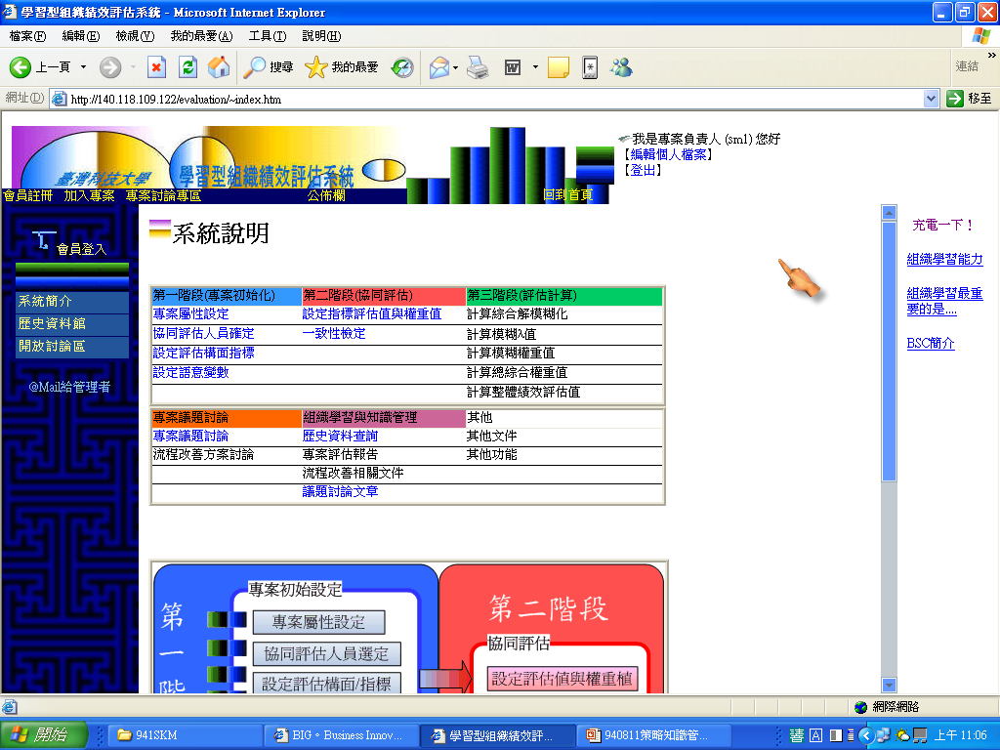 學習型組織績效評估系統 - Microsoft Internet Explorer
檔案(F) 編輯(E) 檢視(V) 我的最愛(A) 工具(T) 說明(H)
上一頁 搜尋 我的最愛 連結
網址(D) http://140.118.109.122/evaluation/~index.htm 移至
臺灣科技大學 學習型組織績效評估系統
我是專案負責人 (sm1) 您好
【編輯個人檔案】
【登出】
會員註冊 加入專案 專案討論專區 公佈欄 回到首頁
會員登入
系統簡介
歷史資料館
開放討論區
@Mail給管理者
系統說明
第一階段(專案初始化) 第二階段(協同評估) 第三階段(評估計算)
專案屬性設定 設定指標評估值與權重值 計算綜合解模糊化
協同評估人員確定 一致性檢定 計算模糊λ值
設定評估構面指標 計算模糊權重值
設定語意變數 計算總綜合權重值
計算整體績效評估值
專案議題討論 組織學習與知識管理 其他
專案議題討論 歷史資料查詢 其他文件
流程改善方案討論 專案評估報告 其他功能
流程改善相關文件
議題討論文章
充電一下！
組織學習能力
組織學習最重
要的是....
BSC簡介
第一階
專案初始設定
專案屬性設定
協同評估人員選定
設定評估構面/指標
第二階段
協同評估
設定評估值與權重植
網際網路
開始 941SKM BIG。Business Innov... 學習型組織績效評... 940811策略知識管... 上午 11:06